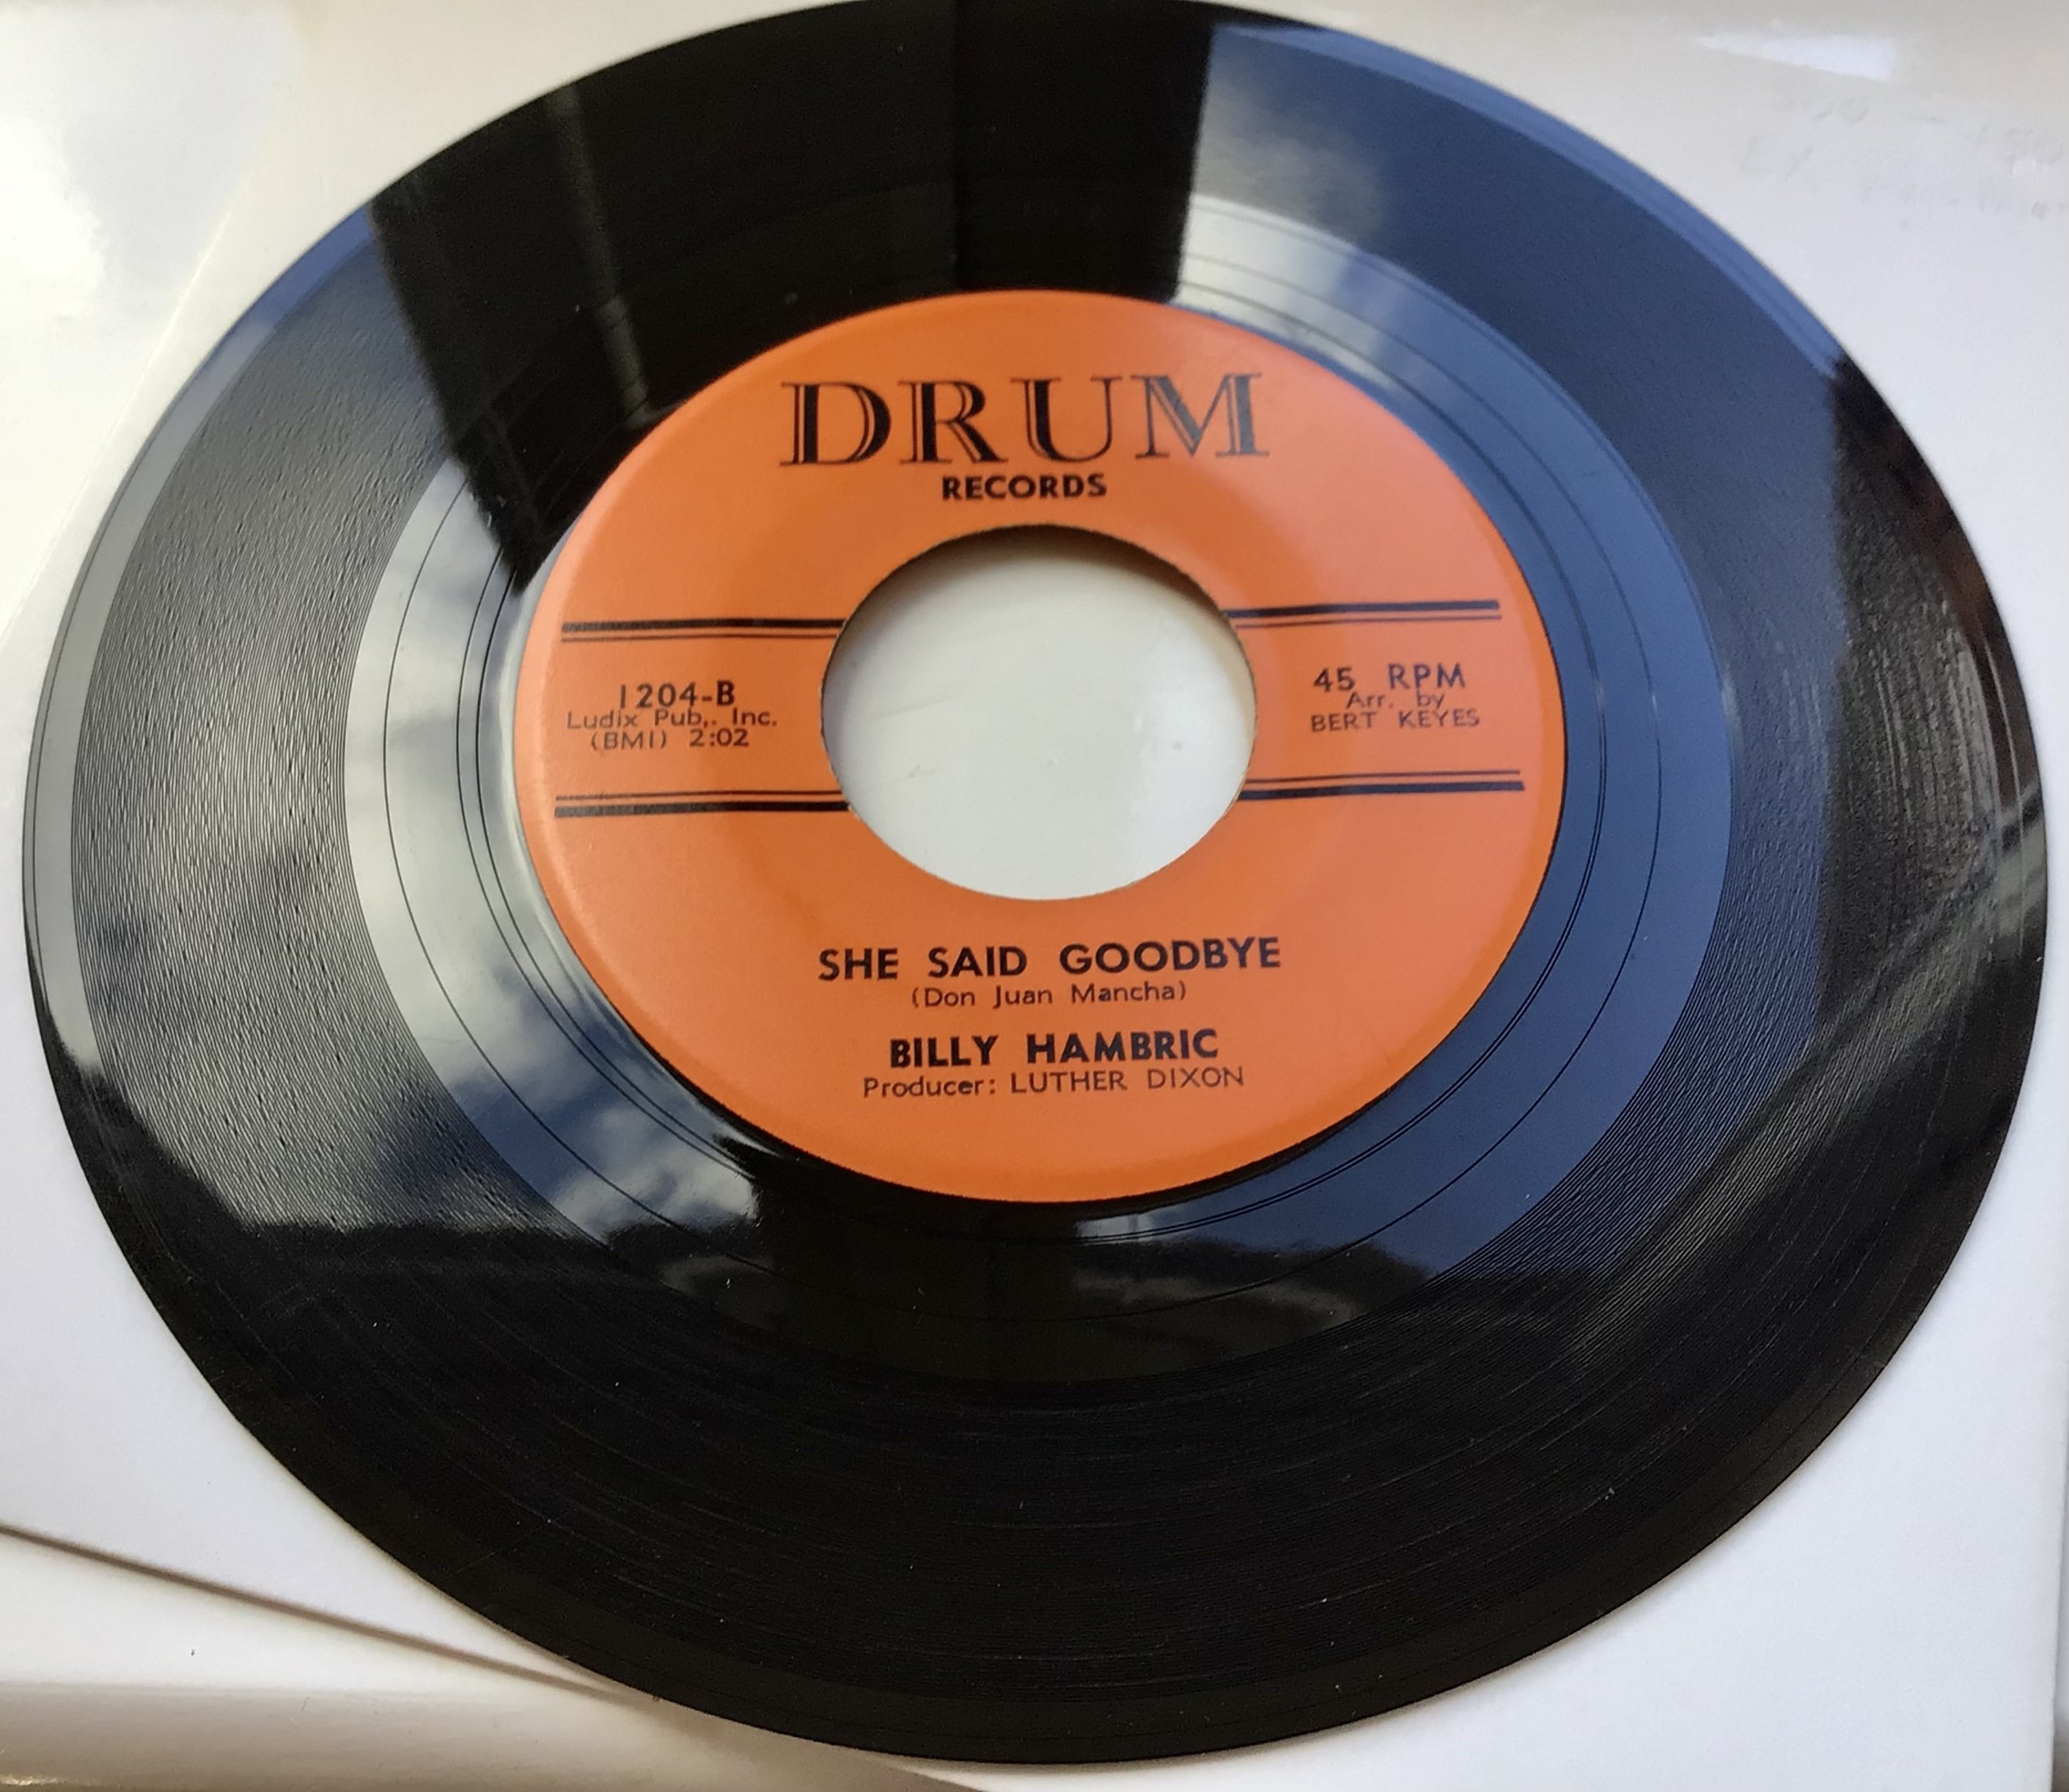 DRUM
RECORDS
1204-B
Ludix Pub,. Inc.
(BMI) 2:02
45 RPM
Arr. by
BERT KEYES
SHE SAID GOODBYE
(Don Juan Mancha)
BILLY HAMBRIC
Producer: LUTHER DIXON